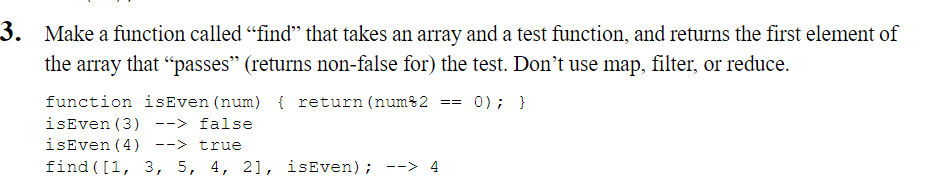 3. Make a function called “find” that takes an array and a test function, and returns the first element of
the array that “passes” (returns non-false for) the test. Don’t use map, filter, or reduce.
function isEven(num) { return(num%2 == 0); }
isEven(3) --> false
isEven(4) --> true
find([1, 3, 5, 4, 2], isEven); --> 4